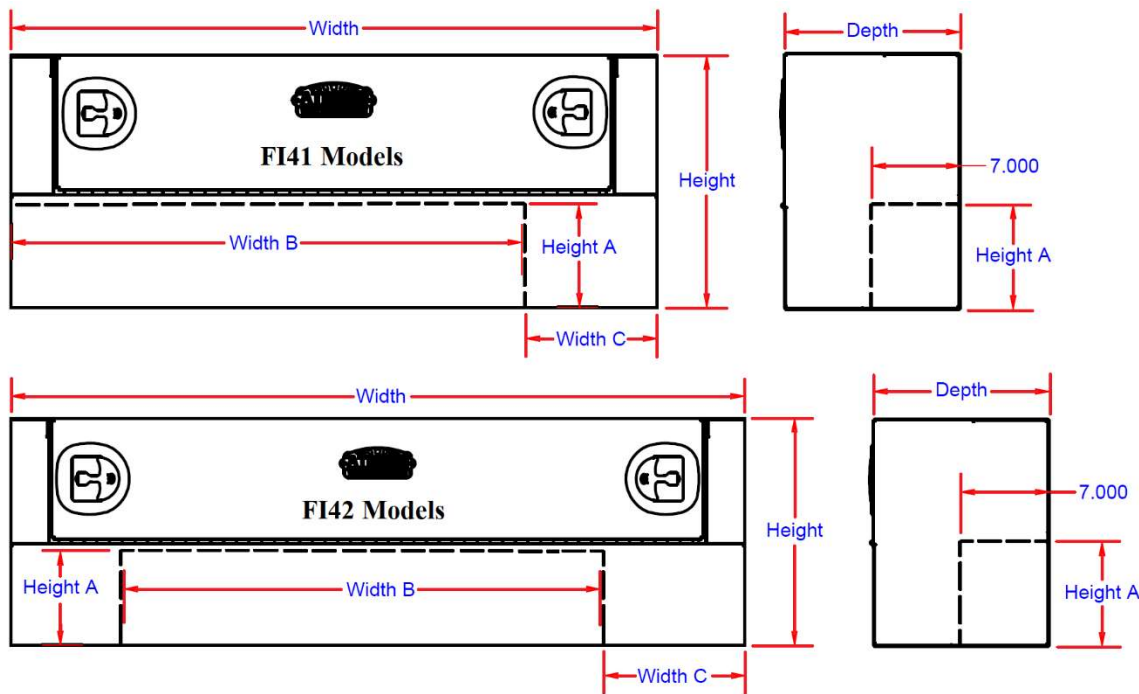 Width
Depth
FI41 Models
Height
7.000
Width B
Height A
Height A
Width C
Width
Depth
FI42 Models
7.000
Height
Height A
Width B
Height A
Width C